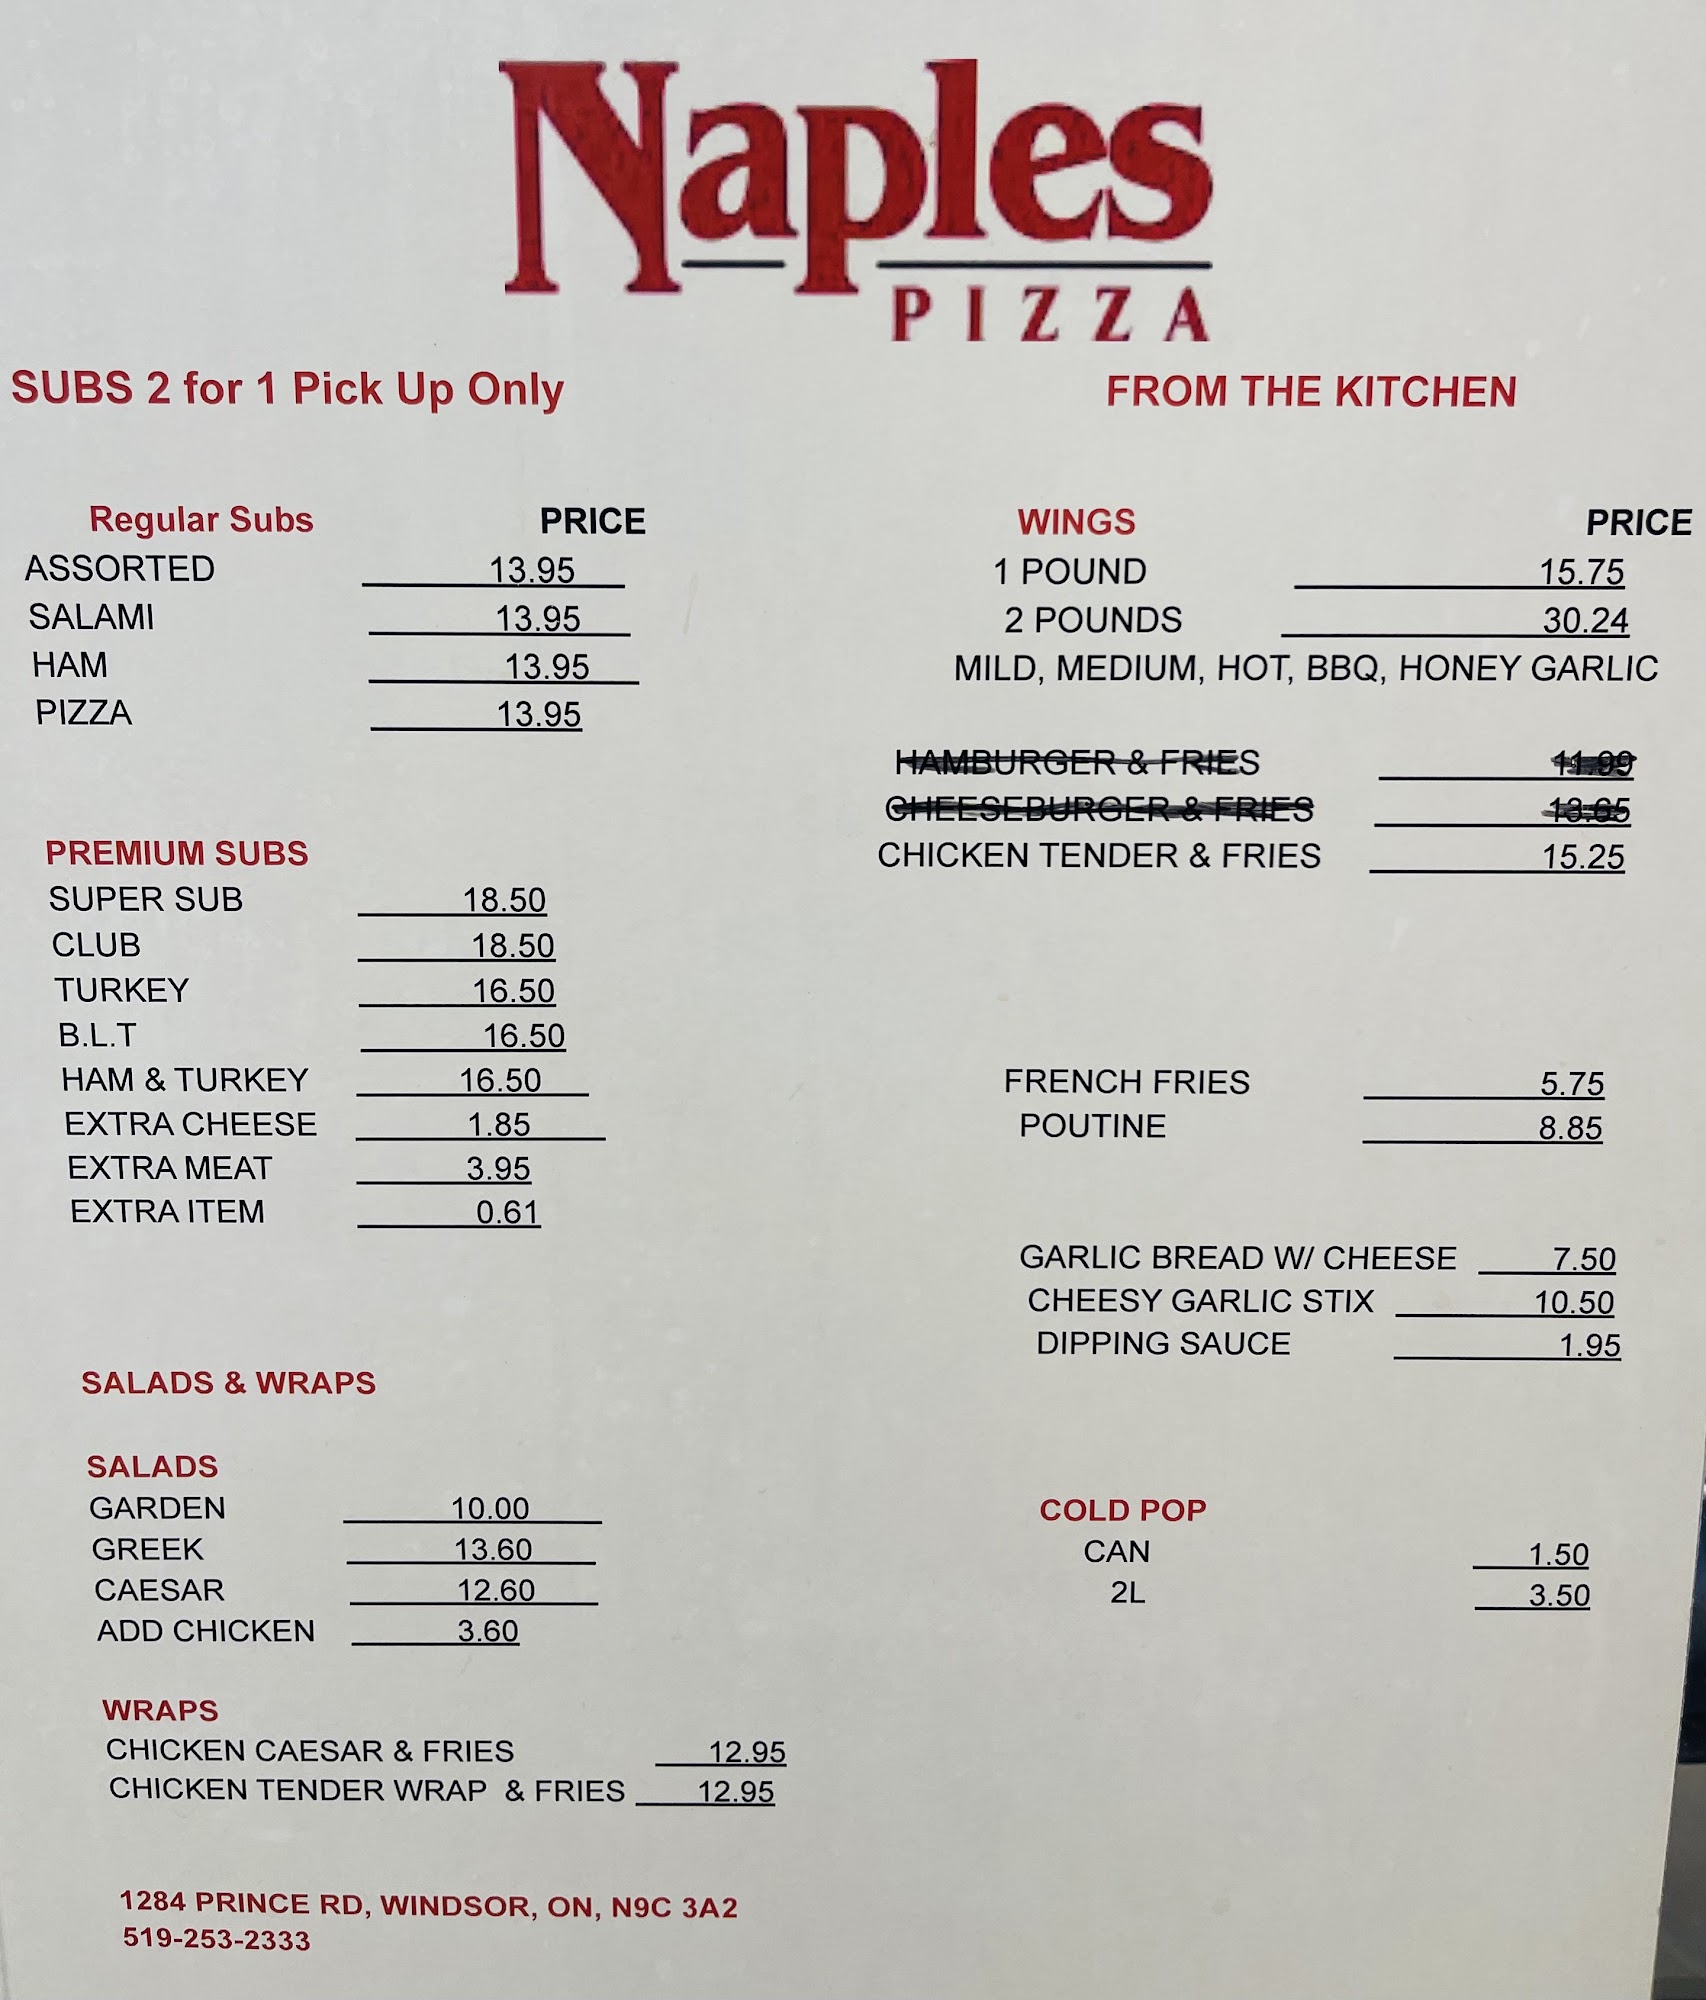 Naples
PIZZA
SUBS 2 for 1 Pick Up Only
Regular Subs PRICE
ASSORTED 13.95
SALAMI 13.95
HAM 13.95
PIZZA 13.95
PREMIUM SUBS
SUPER SUB 18.50
CLUB 18.50
TURKEY 16.50
B.L.T 16.50
HAM & TURKEY 16.50
EXTRA CHEESE 1.85
EXTRA MEAT 3.95
EXTRA ITEM 0.61
SALADS & WRAPS
SALADS
GARDEN 10.00
GREEK 13.60
CAESAR 12.60
ADD CHICKEN 3.60
WRAPS
CHICKEN CAESAR & FRIES 12.95
CHICKEN TENDER WRAP & FRIES 12.95
FROM THE KITCHEN
WINGS PRICE
1 POUND 15.75
2 POUNDS 30.24
MILD, MEDIUM, HOT, BBQ, HONEY GARLIC
HAMBURGER & FRIES 11.99
CHEESEBURGER & FRIES 13.65
CHICKEN TENDER & FRIES 15.25
FRENCH FRIES 5.75
POUTINE 8.85
GARLIC BREAD W/ CHEESE 7.50
CHEESY GARLIC STIX 10.50
DIPPING SAUCE 1.95
COLD POP
CAN 1.50
2L 3.50
1284 PRINCE RD, WINDSOR, ON, N9C 3A2
519-253-2333